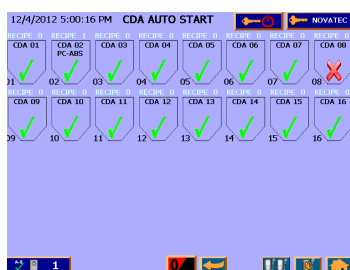 12/4/2012 5:00:16 PM CDA AUTO START NOVATEC
RECIPE 0 RECIPE 1 RECIPE 0 RECIPE 0 RECIPE 0 RECIPE 0 RECIPE 0 RECIPE 0
CDA 01 CDA 02 CDA 03 CDA 04 CDA 05 CDA 06 CDA 07 CDA 08
PC-ABS
01 02 03 04 05 06 07 08
RECIPE 0 RECIPE 0 RECIPE 0 RECIPE 0 RECIPE 0 RECIPE 0 RECIPE 0 RECIPE 0
CDA 09 CDA 10 CDA 11 CDA 12 CDA 13 CDA 14 CDA 15 CDA 16
09 10 11 12 13 14 15 16
1 0